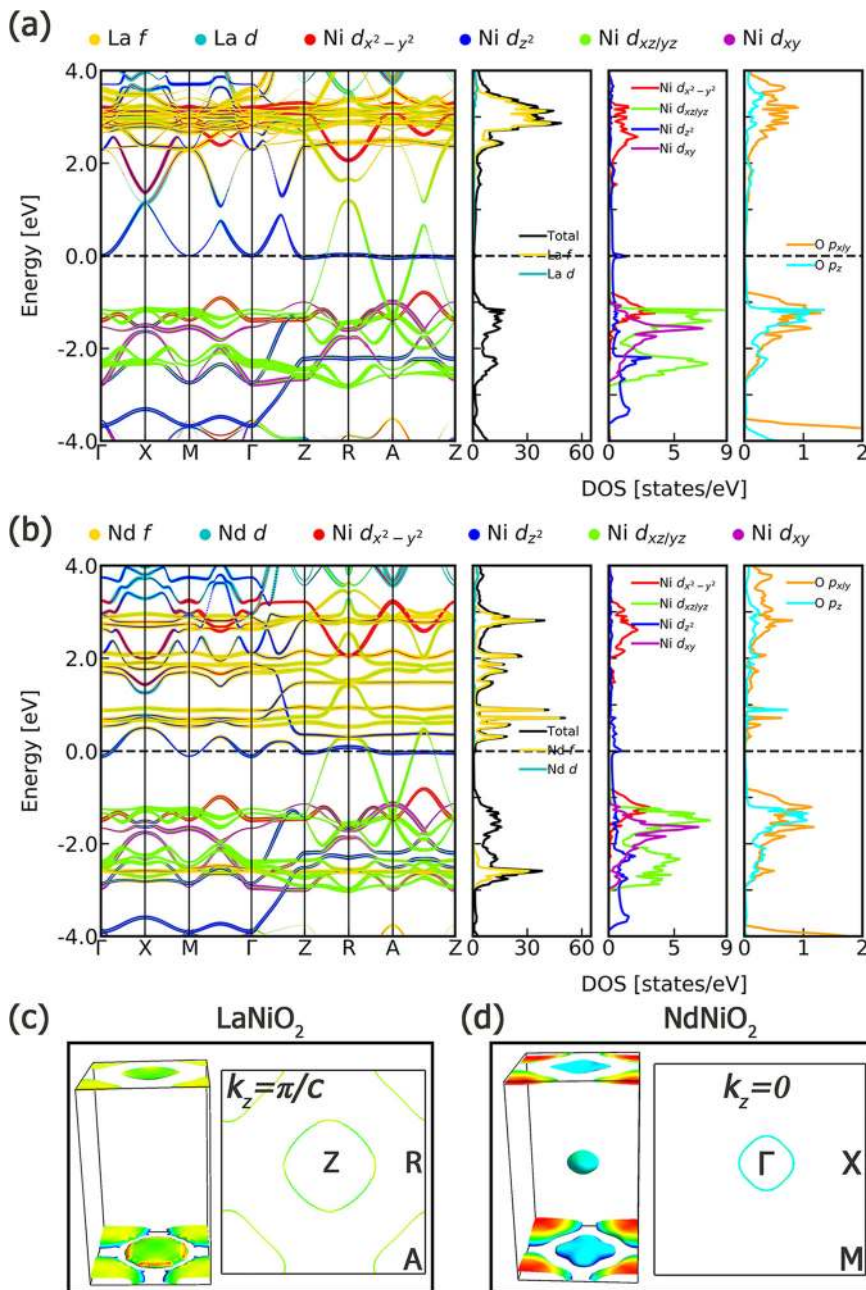 (a)
La f La d Ni dx² − y² Ni dz² Ni dxz/yz Ni dxy
4.0
2.0
0.0
-2.0
-4.0
Energy [eV]
Γ X M Γ Z R A Z
Total
La f
La d
0 30 60
Ni dx² − y²
Ni dxz/yz
Ni dz²
Ni dxy
0 3 6 9
O px/y
O pz
0 1 2
DOS [states/eV]
(b)
Nd f Nd d Ni dx² − y² Ni dz² Ni dxz/yz Ni dxy
4.0
2.0
0.0
-2.0
-4.0
Energy [eV]
Γ X M Γ Z R A Z
Total
Nd f
Nd d
0 30 60
Ni dx² − y²
Ni dxz/yz
Ni dz²
Ni dxy
0 3 6 9
O px/y
O pz
0 1 2
DOS [states/eV]
(c) LaNiO₂
kz=π/c
Z R
A
(d) NdNiO₂
kz=0
Γ X
M